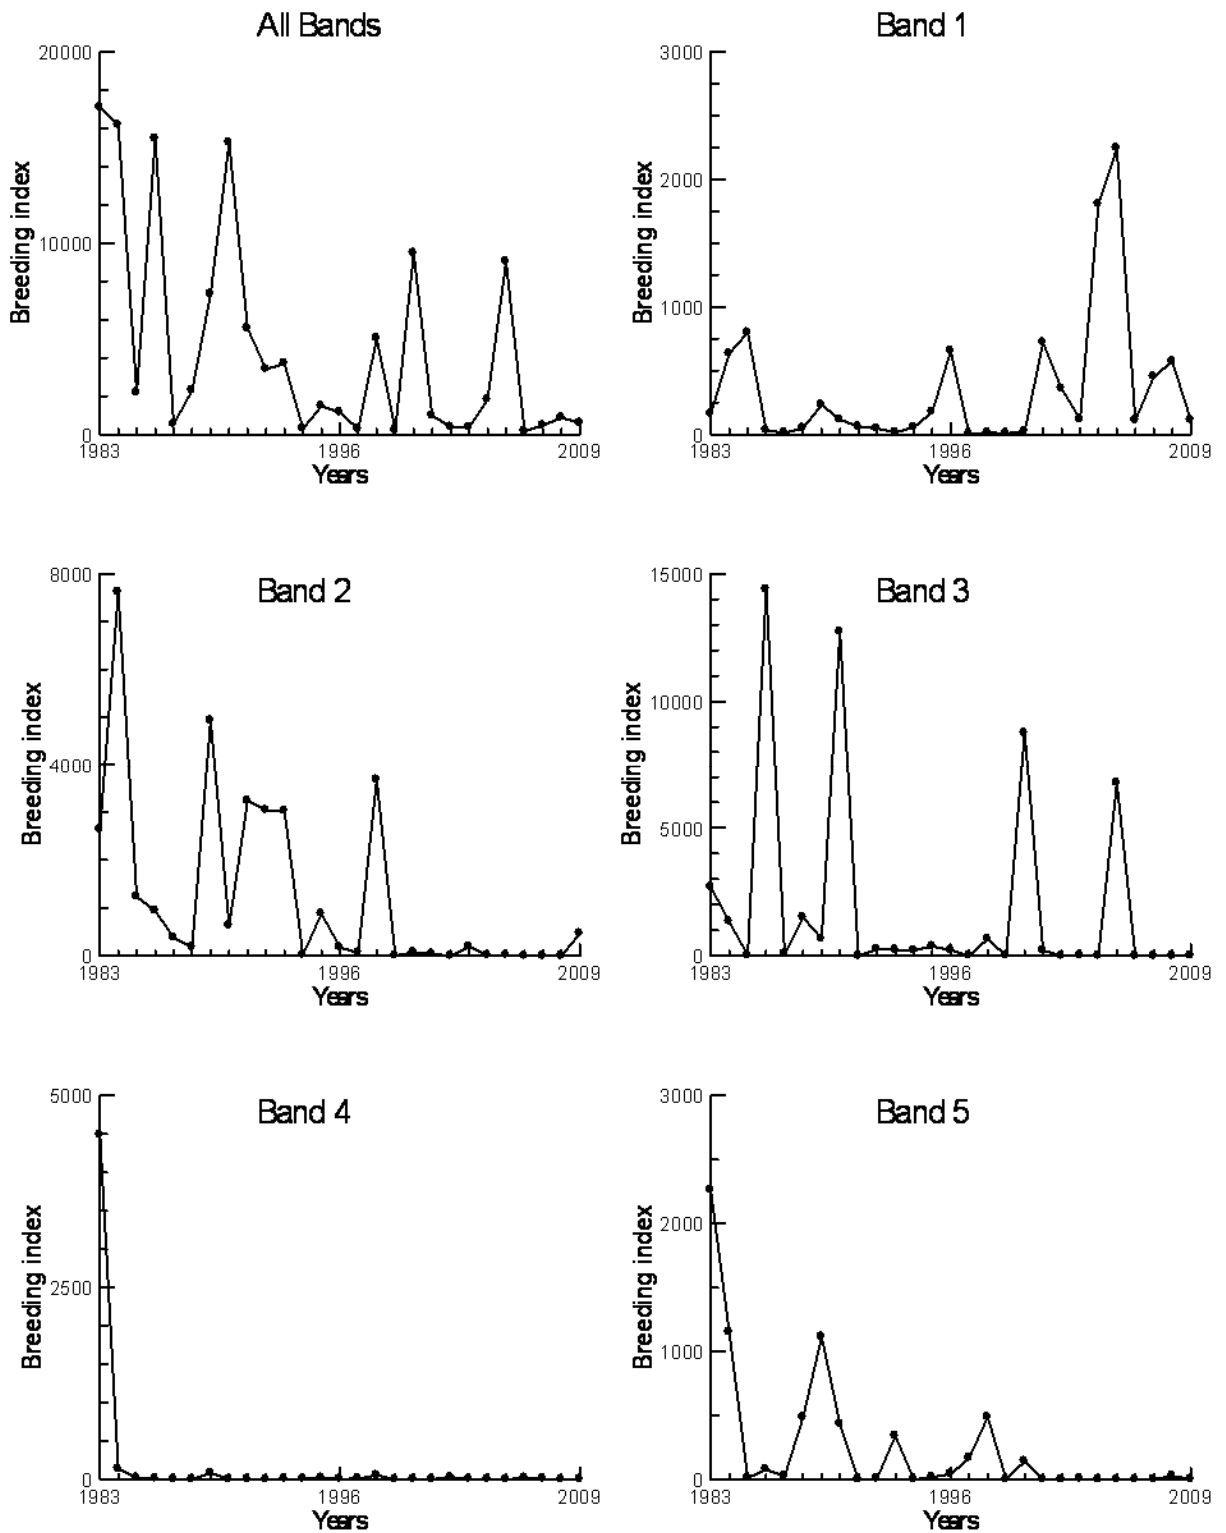 All Bands
20000
10000
0
Breeding index
1983
1996
2009
Years
Band 1
3000
2000
1000
0
Breeding index
1983
1996
2009
Years
Band 2
8000
4000
0
Breeding index
1983
1996
2009
Years
Band 3
15000
10000
5000
0
Breeding index
1983
1996
2009
Years
Band 4
5000
2500
0
Breeding index
1983
1996
2009
Years
Band 5
3000
2000
1000
0
Breeding index
1983
1996
2009
Years